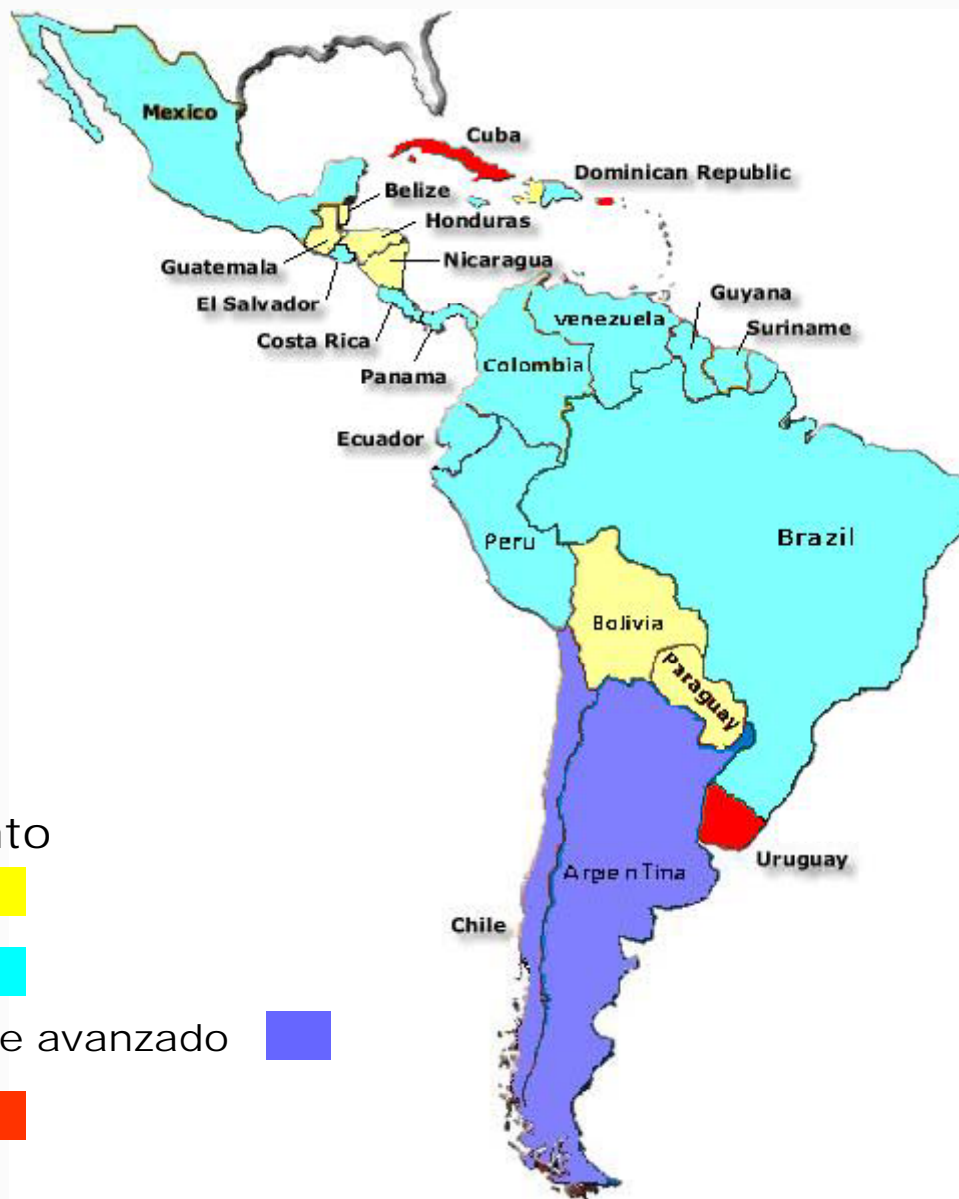 Mexico
Cuba
Dominican Republic
Belize
Honduras
Guatemala
Nicaragua
El Salvador
Guyana
Costa Rica
venezuela
Suriname
Panama
Colombia
Ecuador
Peru
Brazil
Bolivia
Paraguay
nto
Uruguay
ArgenTina
Chile
e avanzado